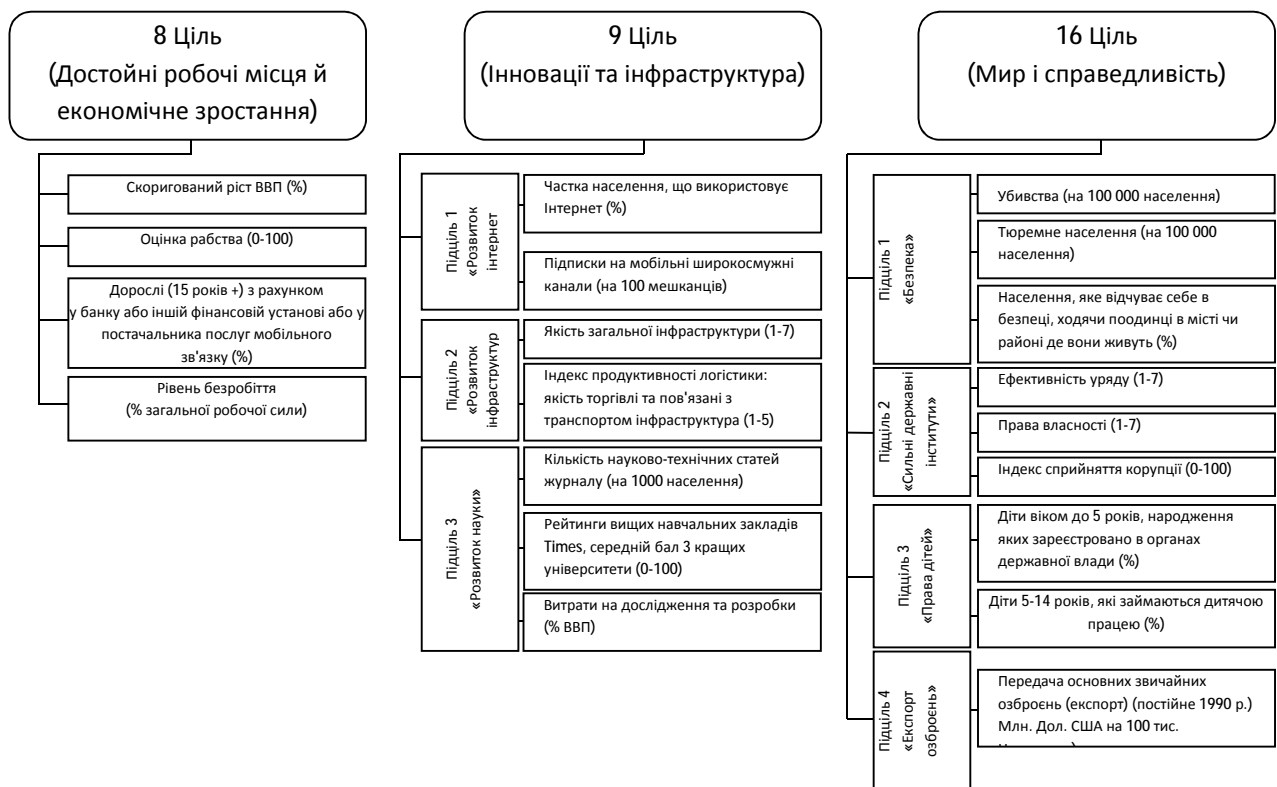 8 Ціль
(Достойні робочі місця й
економічне зростання)
Скоригований ріст ВВП (%)
Оцінка рабства (0-100)
Дорослі (15 років +) з рахунком
у банку або іншій фінансовій установі або у
постачальника послуг мобільного
зв'язку (%)
Рівень безробіття
(% загальної робочої сили)
9 Ціль
(Інновації та інфраструктура)
Підціль 1
«Розвиток
інтернет
Частка населення, що використовує
Інтернет (%)
Підписки на мобільні широкосмужні
канали (на 100 мешканців)
Підціль 2
«Розвиток
інфраструктур
Якість загальної інфраструктури (1-7)
Індекс продуктивності логістики:
якість торгівлі та пов'язані з
транспортом інфраструктура (1-5)
Підціль 3
«Розвиток науки»
Кількість науково-технічних статей
журналу (на 1000 населення)
Рейтинги вищих навчальних закладів
Times, середній бал 3 кращих
університети (0-100)
Витрати на дослідження та розробки
(% ВВП)
16 Ціль
(Мир і справедливість)
Підціль 1
«Безпека»
Убивства (на 100 000 населення)
Тюремне населення (на 100 000
населення)
Населення, яке відчуває себе в
безпеці, ходячи поодинці в місті чи
районі де вони живуть (%)
Підціль 2
«Сильні державні
інститути»
Ефективність уряду (1-7)
Права власності (1-7)
Індекс сприйняття корупції (0-100)
Підціль 3
«Права дітей»
Діти віком до 5 років, народження
яких зареєстровано в органах
державної влади (%)
Діти 5-14 років, які займаються дитячою
працею (%)
Підціль 4
«Експорт
озброєнь»
Передача основних звичайних
озброєнь (експорт) (постійне 1990 р.)
Млн. Дол. США на 100 тис.